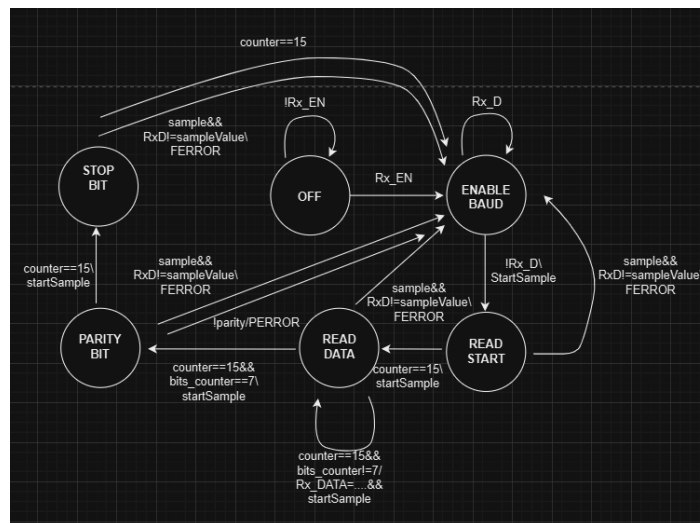 counter==15
sample&&
RxD!=sampleValue\
FERROR
!Rx_EN
Rx_D
STOP
BIT
OFF
Rx_EN
ENABLE
BAUD
counter==15\
startSample
sample&&
RxD!=sampleValue\
FERROR
sample&&
RxD!=sampleValue\
FERROR
!Rx_D\
StartSample
sample&&
RxD!=sampleValue\
FERROR
!parity/PERROR
PARITY
BIT
READ
DATA
READ
START
counter==15&&
bits_counter==7\
startSample
counter==15\
startSample
counter==15&&
bits_counter!=7/
Rx_DATA=....&&
startSample